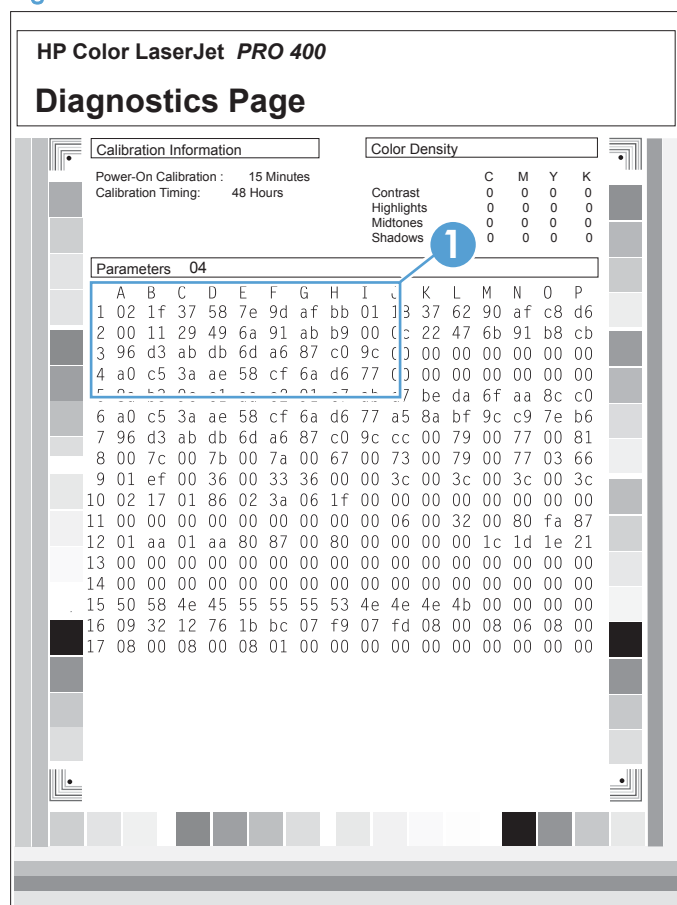 HP Color LaserJet PRO 400
Diagnostics Page
Calibration Information
Power-On Calibration : 15 Minutes
Calibration Timing: 48 Hours
Color Density
C M Y K
Contrast 0 0 0 0
Highlights 0 0 0 0
Midtones 0 0 0 0
Shadows 0 0 0 0
1
Parameters 04
A B C D E F G H I J K L M N O P
1 02 1f 37 58 7e 9d af bb 01 37 62 90 af c8 d6
2 00 11 29 49 6a 91 ab b9 00 0c 22 47 6b 91 b8 cb
3 96 d3 ab db 6d a6 87 c0 9c 00 00 00 00 00 00 00
4 a0 c5 3a ae 58 cf 6a d6 77 00 00 00 00 00 00 00
be da 6f aa 8c c0
6 a0 c5 3a ae 58 cf 6a d6 77 a5 8a bf 9c c9 7e b6
7 96 d3 ab db 6d a6 87 c0 9c cc 00 79 00 77 00 81
8 00 7c 00 7b 00 7a 00 67 00 73 00 79 00 77 03 66
9 01 ef 00 36 00 33 36 00 00 3c 00 3c 00 3c 00 3c
10 02 17 01 86 02 3a 06 1f 00 00 00 00 00 00 00 00
11 00 00 00 00 00 00 00 00 00 06 00 32 00 80 fa 87
12 01 aa 01 aa 80 87 00 80 00 00 00 00 1c 1d 1e 21
13 00 00 00 00 00 00 00 00 00 00 00 00 00 00 00 00
14 00 00 00 00 00 00 00 00 00 00 00 00 00 00 00 00
15 50 58 4e 45 55 55 55 53 4e 4e 4e 4b 00 00 00 00
16 09 32 12 76 1b bc 07 f9 07 fd 08 00 08 06 08 00
17 08 00 08 00 08 01 00 00 00 00 00 00 00 00 00 00